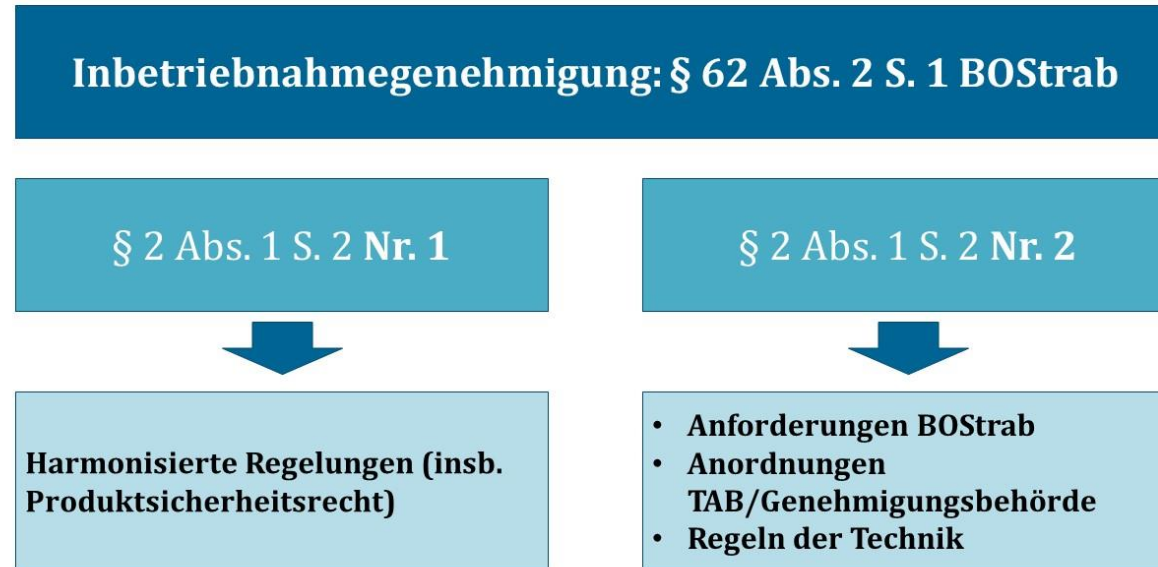 Inbetriebnahmegenehmigung: § 62 Abs. 2 S. 1 BOStrab
§ 2 Abs. 1 S. 2 Nr. 1
§ 2 Abs. 1 S. 2 Nr. 2
Harmonisierte Regelungen (insb.
Produktsicherheitsrecht)
• Anforderungen BOStrab
• Anordnungen
TAB/Genehmigungsbehörde
• Regeln der Technik